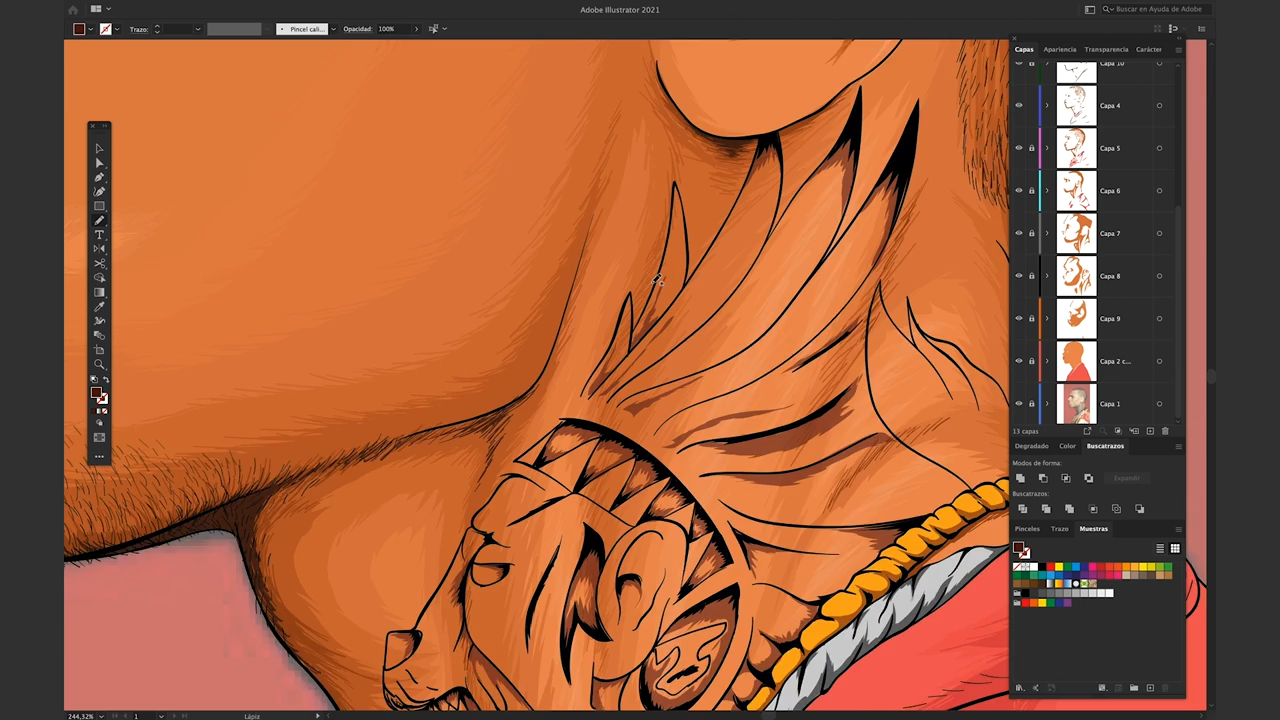 Adobe Illustrator 2021
Buscar en Ayuda de Adobe
Trazo:
Pincel cali...
Opacidad:
100%
Capas
Apariencia
Transparencia
Carácter
Capa 10
Capa 4
Capa 5
Capa 6
Capa 7
Capa 8
Capa 9
Capa 2 c...
Capa 1
13 capas
Degradado
Color
Buscatrazos
Modos de forma:
Expandir
Buscatrazos:
Pinceles
Trazo
Muestras
244,32%
1
Lápiz